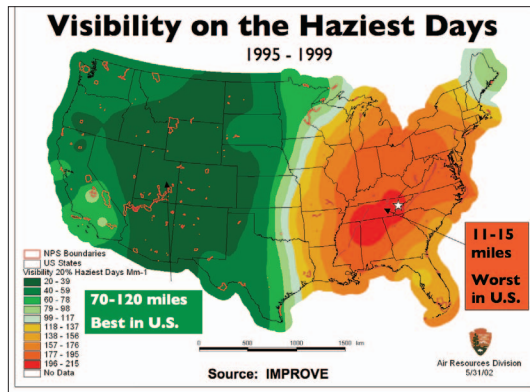 Visibility on the Haziest Days
1995 - 1999
NPS Boundaries
US States
Visibility 20% Haziest Days Mm-1
20 - 39
40 - 59
60 - 78
79 - 98
99 - 117
118 - 137
138 - 156
157 - 176
177 - 195
196 - 215
No Data
70-120 miles
Best in U.S.
11-15
miles
Worst
in U.S.
0
500
1000
1500 km
Source: IMPROVE
Air Resources Division
5/31/02